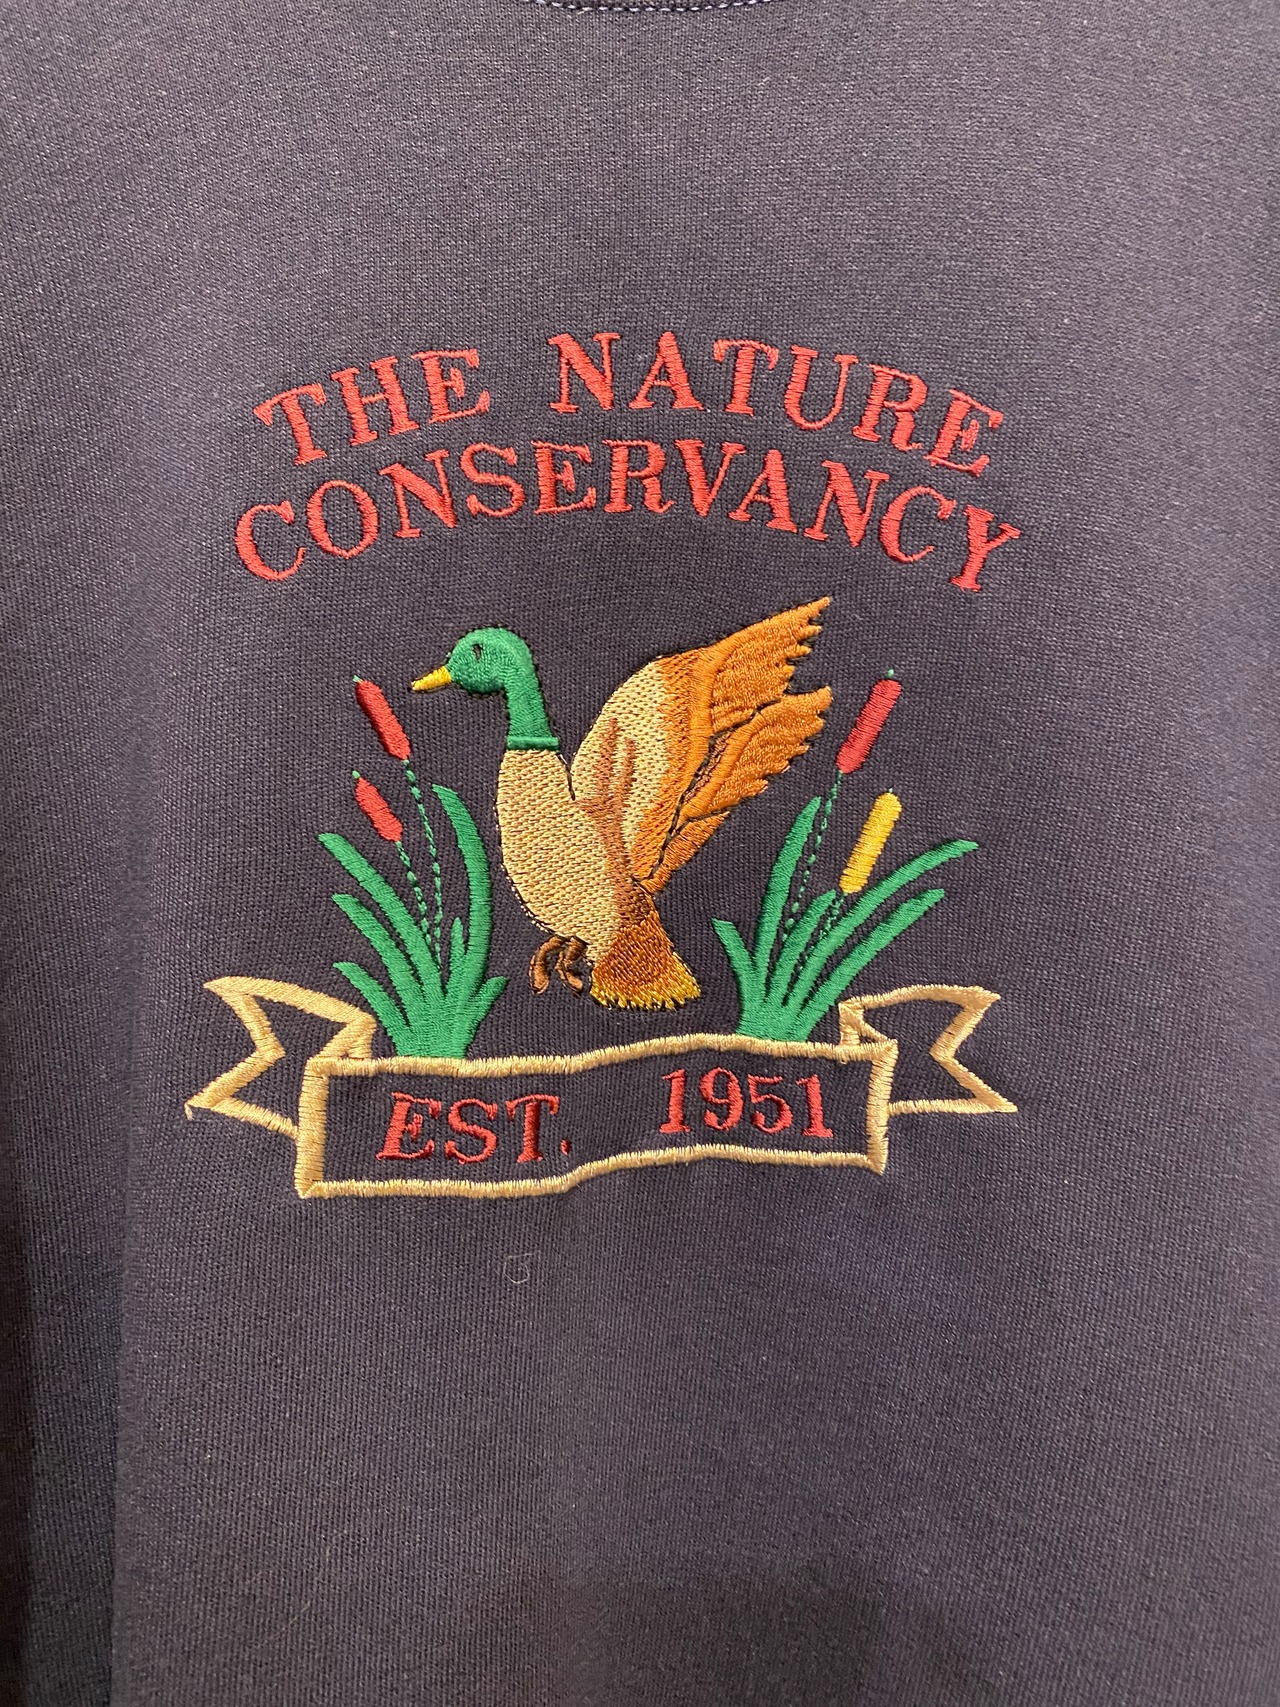 THE NATURE
CONSERVANCY
EST. 1951